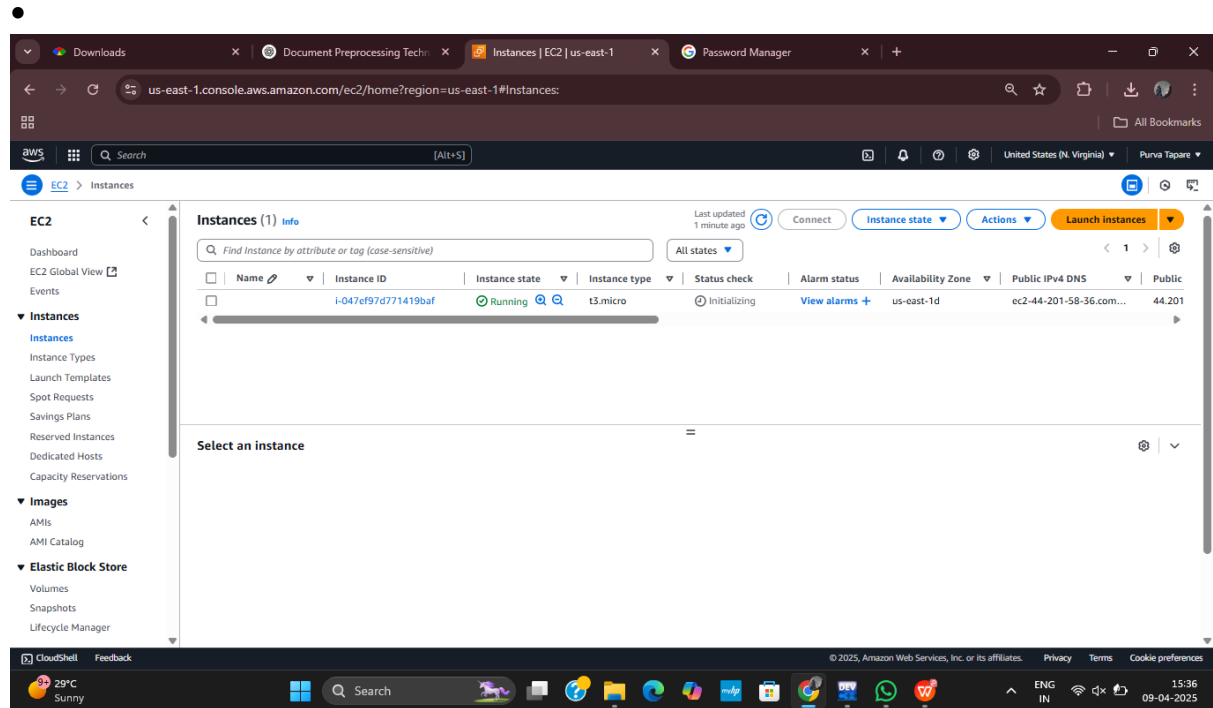 Downloads
Document Preprocessing Techn
Instances | EC2 | us-east-1
Password Manager
us-east-1.console.aws.amazon.com/ec2/home?region=us-east-1#Instances:
All Bookmarks
aws
Search
[Alt+S]
United States (N. Virginia)
Purva Tapare
EC2 > Instances
EC2
Dashboard
EC2 Global View
Events
Instances
Instances
Instance Types
Launch Templates
Spot Requests
Savings Plans
Reserved Instances
Dedicated Hosts
Capacity Reservations
Images
AMIs
AMI Catalog
Elastic Block Store
Volumes
Snapshots
Lifecycle Manager
Instances (1) Info
Last updated
1 minute ago
Connect
Instance state
Actions
Launch instances
Find Instance by attribute or tag (case-sensitive)
All states
1
Name Instance ID Instance state Instance type Status check Alarm status Availability Zone Public IPv4 DNS Public
i-047ef97d771419baf Running t3.micro Initializing View alarms + us-east-1d ec2-44-201-58-36.com... 44.201
Select an instance
CloudShell Feedback
© 2025, Amazon Web Services, Inc. or its affiliates. Privacy Terms Cookie preferences
9+
29°C
Sunny
Search
DEV
ENG
IN
15:36
09-04-2025